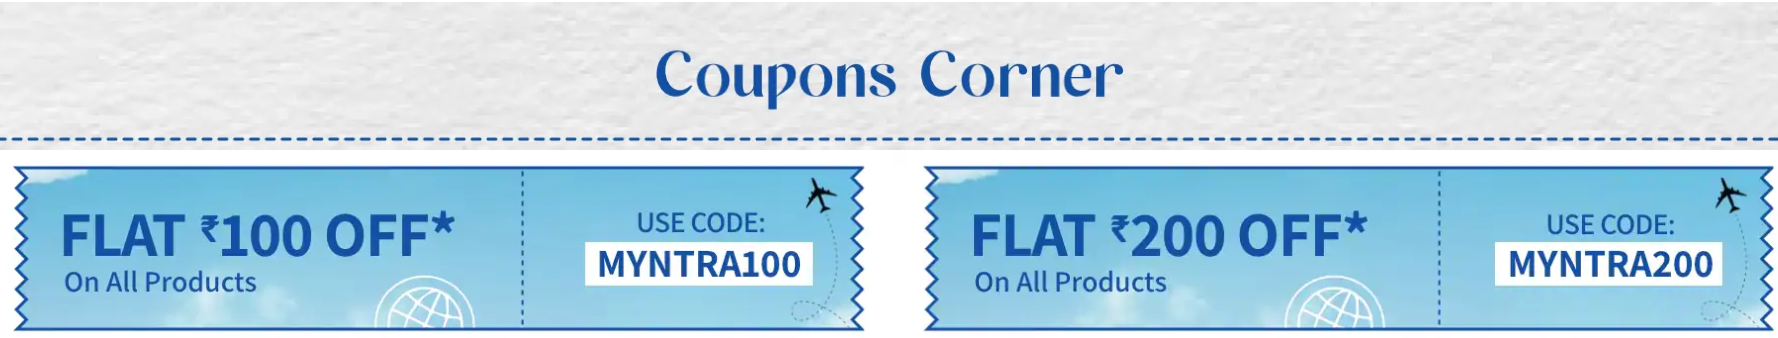 Coupons Corner
FLAT ₹100 OFF*
On All Products
USE CODE:
MYNTRA100
FLAT ₹200 OFF*
On All Products
USE CODE:
MYNTRA200